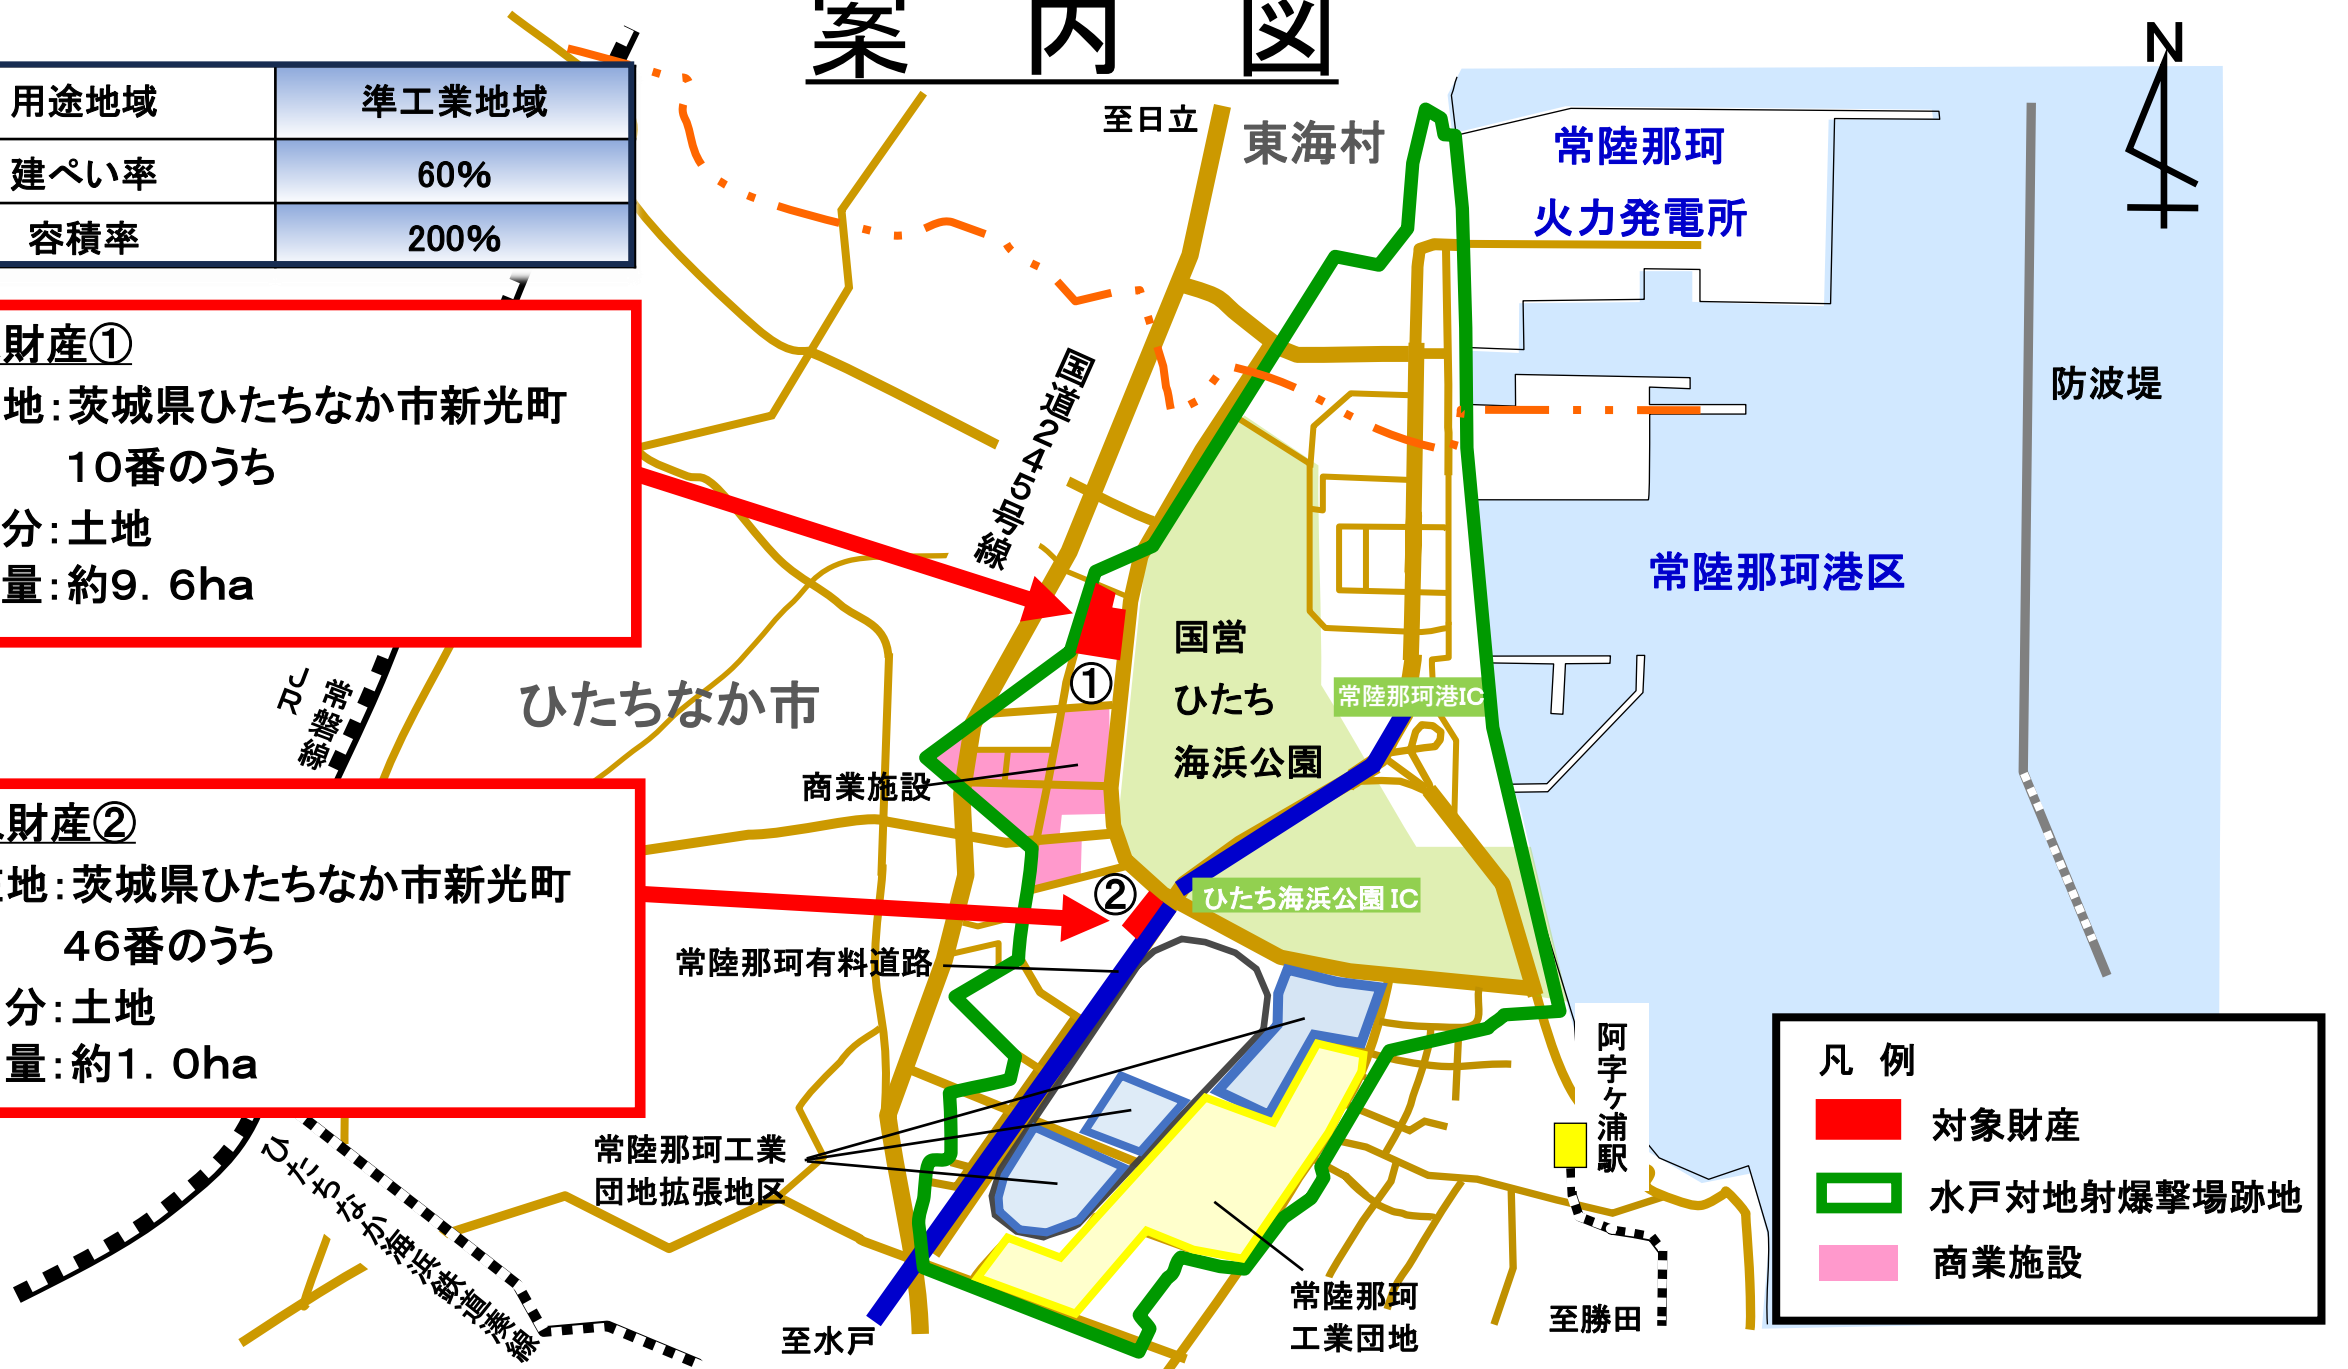 案内図
N
用途地域 準工業地域
建ぺい率 60%
容積率 200%
財産①
地：茨城県ひたちなか市新光町
10番のうち
分：土地
量：約9．6ha
財産②
地：茨城県ひたちなか市新光町
46番のうち
分：土地
量：約1．0ha
至日立
東海村
常陸那珂
火力発電所
防波堤
国道245号線
常陸那珂港区
国営
ひたち
海浜公園
①
常陸那珂港IC
JR
常磐線
ひたちなか市
商業施設
②
ひたち海浜公園IC
常陸那珂有料道路
阿字ヶ浦駅
常陸那珂工業
団地拡張地区
ひたちなか海浜鉄道湊線
常陸那珂
工業団地
至水戸
至勝田
凡 例
対象財産
水戸対地射爆撃場跡地
商業施設